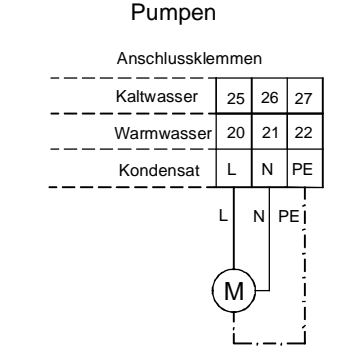 Pumpen
Anschlussklemmen
Kaltwasser 25 26 27
Warmwasser 20 21 22
Kondensat L N PE
L N PE
M